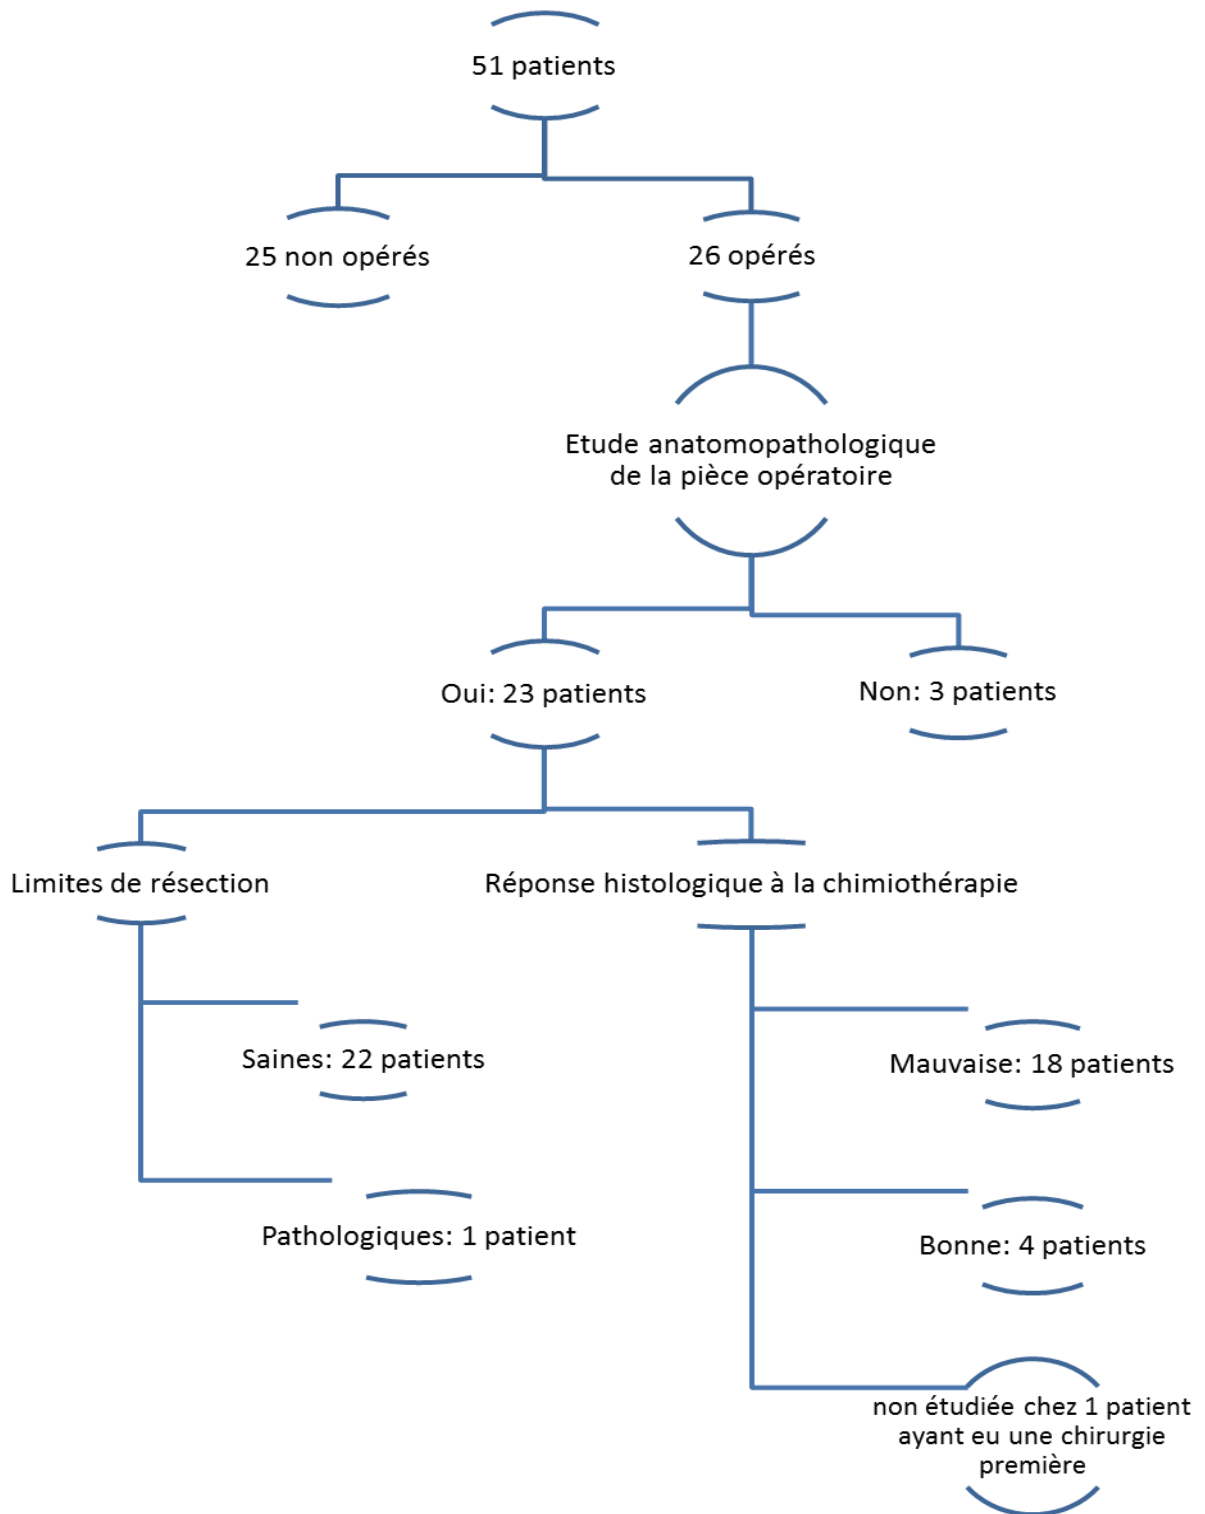 51 patients
25 non opérés
26 opérés
Etude anatomopathologique
de la pièce opératoire
Oui: 23 patients
Non: 3 patients
Limites de résection
Réponse histologique à la chimiothérapie
Saines: 22 patients
Mauvaise: 18 patients
Pathologiques: 1 patient
Bonne: 4 patients
non étudiée chez 1 patient
ayant eu une chirurgie
première